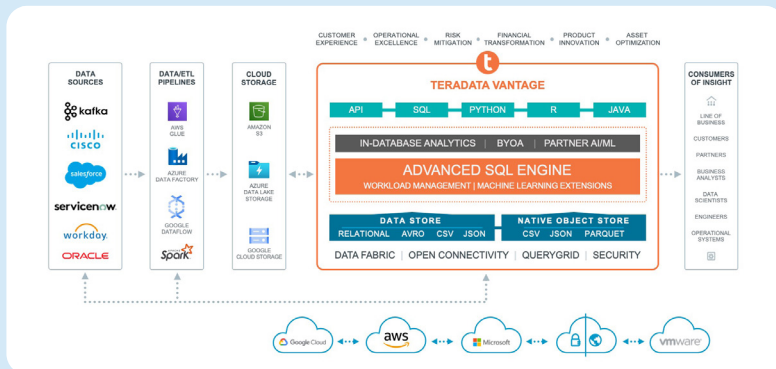 CUSTOMER EXPERIENCE
OPERATIONAL EXCELLENCE
RISK MITIGATION
FINANCIAL TRANSFORMATION
PRODUCT INNOVATION
ASSET OPTIMIZATION
DATA SOURCES
kafka
cisco
salesforce
servicenow
workday
ORACLE
DATA/ETL PIPELINES
AWS GLUE
AZURE DATA FACTORY
GOOGLE DATAFLOW
Spark
CLOUD STORAGE
AMAZON S3
AZURE DATA LAKE STORAGE
GOOGLE CLOUD STORAGE
t
TERADATA VANTAGE
API SQL PYTHON R JAVA
IN-DATABASE ANALYTICS | BYOA | PARTNER AI/ML
ADVANCED SQL ENGINE
WORKLOAD MANAGEMENT | MACHINE LEARNING EXTENSIONS
DATA STORE
RELATIONAL AVRO CSV JSON
NATIVE OBJECT STORE
CSV JSON PARQUET
DATA FABRIC | OPEN CONNECTIVITY | QUERYGRID | SECURITY
CONSUMERS OF INSIGHT
LINE OF BUSINESS
CUSTOMERS
PARTNERS
BUSINESS ANALYSTS
DATA SCIENTISTS
ENGINEERS
OPERATIONAL SYSTEMS
Google Cloud
aws
Microsoft
vmware